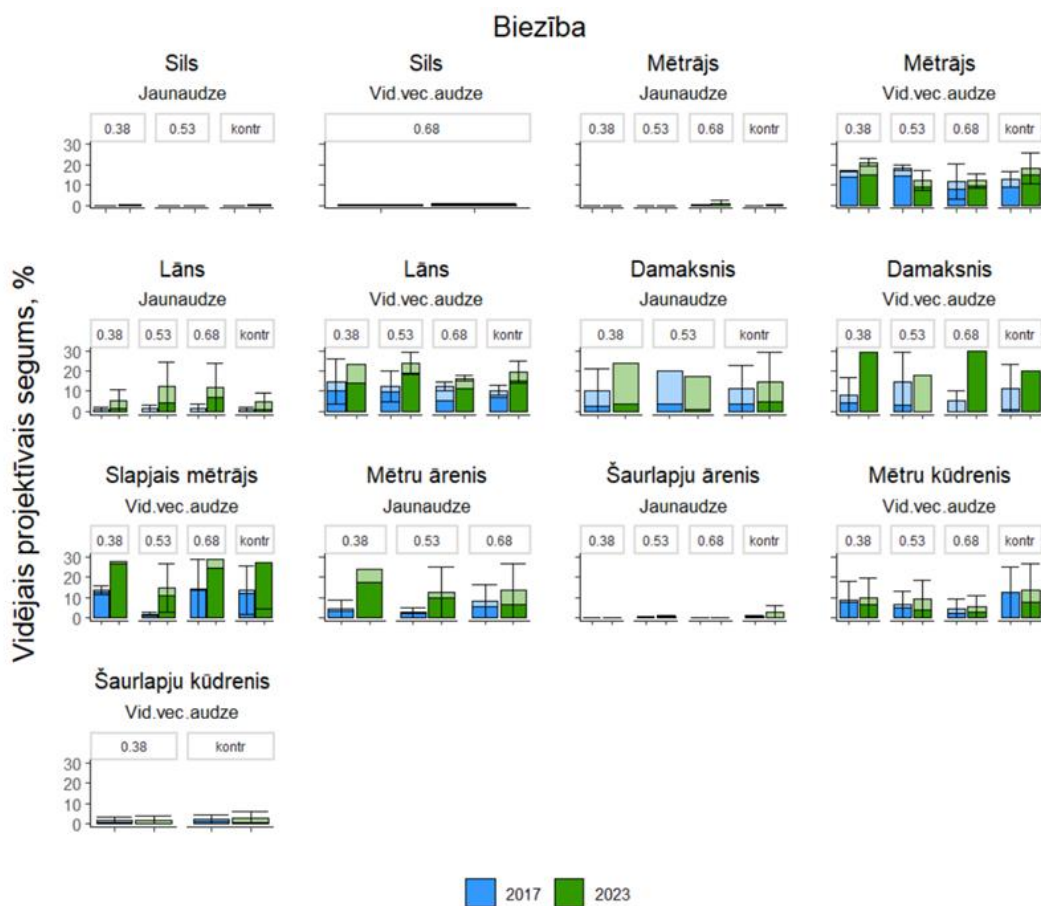 Biezība
Sils Sils Mētrājs Mētrājs
Jaunaudze Vid.vec.audze Jaunaudze Vid.vec.audze
0.38 0.53 kontr 0.68 0.38 0.53 0.68 kontr 0.38 0.53 0.68 kontr
30
20
10
0
Lāns Lāns Damaksnis Damaksnis
Jaunaudze Vid.vec.audze Jaunaudze Vid.vec.audze
0.38 0.53 0.68 kontr 0.38 0.53 0.68 kontr 0.38 0.53 kontr 0.38 0.53 0.68 kontr
30
20
10
0
Slapjais mētrājs Mētru ārenis Šaurlapju ārenis Mētru kūdrenis
Vid.vec.audze Jaunaudze Jaunaudze Vid.vec.audze
0.38 0.53 0.68 kontr 0.38 0.53 0.68 0.38 0.53 0.68 kontr 0.38 0.53 0.68 kontr
30
20
10
0
Šaurlapju kūdrenis
Vid.vec.audze
0.38 kontr
30
20
10
0
Vidējais projektīvais segums, %
2017 2023